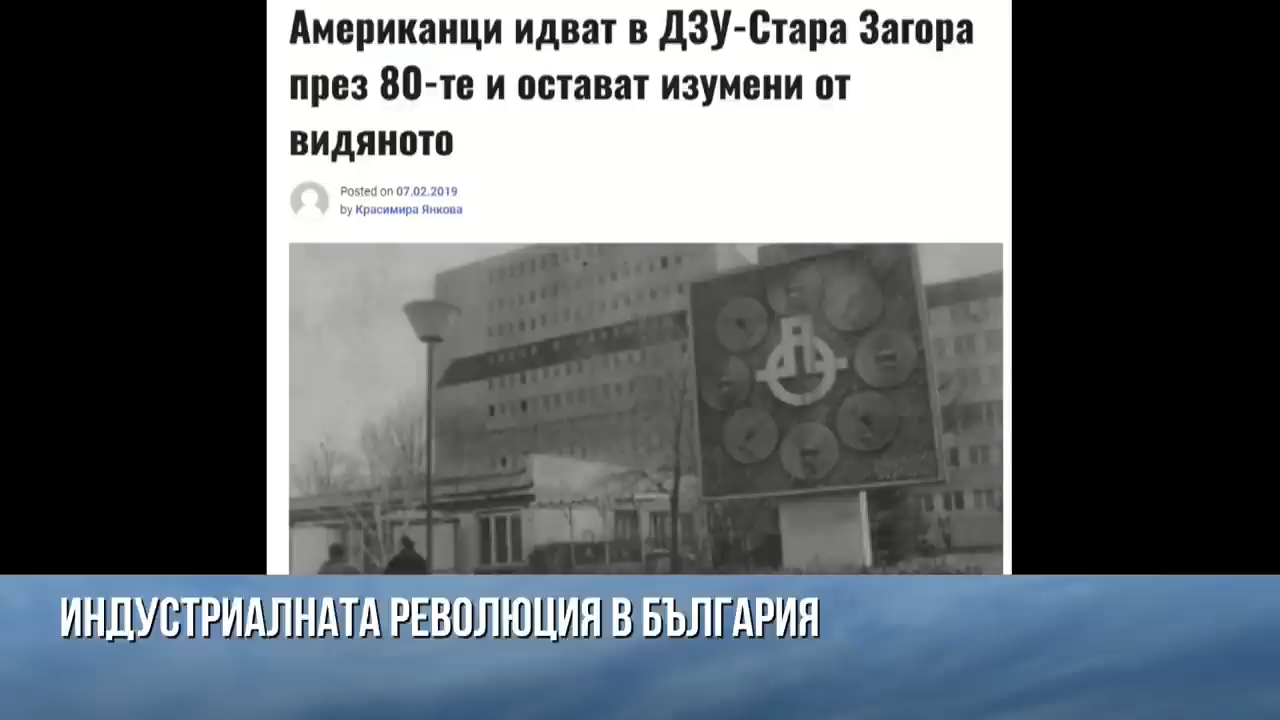 Американци идват в ДЗУ-Стара Загора
през 80-те и остават изумени от
видяното
Posted on 07.02.2019
by Красимира Янкова
ИНДУСТРИАЛНАТА РЕВОЛЮЦИЯ В БЪЛГАРИЯ